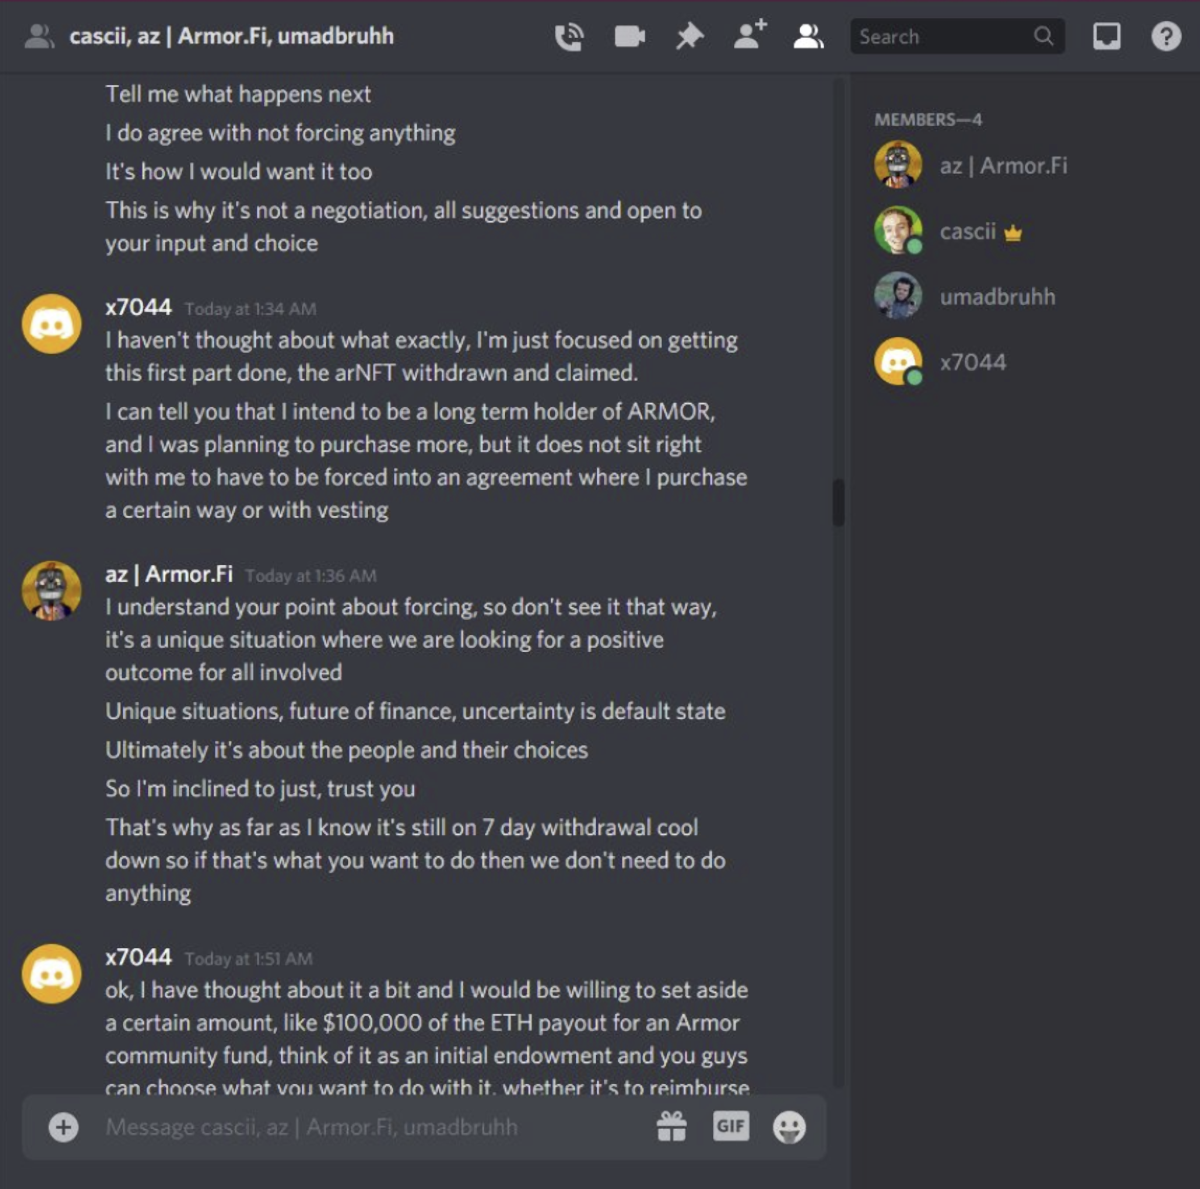 cascii, az | Armor.Fi, umadbruhh
Search
Tell me what happens next
I do agree with not forcing anything
It's how I would want it too
This is why it's not a negotiation, all suggestions and open to
your input and choice
x7044 Today at 1:34 AM
I haven't thought about what exactly, I'm just focused on getting
this first part done, the arNFT withdrawn and claimed.
I can tell you that I intend to be a long term holder of ARMOR,
and I was planning to purchase more, but it does not sit right
with me to have to be forced into an agreement where I purchase
a certain way or with vesting
az | Armor.Fi Today at 1:36 AM
I understand your point about forcing, so don't see it that way,
it's a unique situation where we are looking for a positive
outcome for all involved
Unique situations, future of finance, uncertainty is default state
Ultimately it's about the people and their choices
So I'm inclined to just, trust you
That's why as far as I know it's still on 7 day withdrawal cool
down so if that's what you want to do then we don't need to do
anything
x7044 Today at 1:51 AM
ok, I have thought about it a bit and I would be willing to set aside
a certain amount, like $100,000 of the ETH payout for an Armor
community fund, think of it as an initial endowment and you guys
can choose what you want to do with it, whether it's to reimburse
Message cascii, az | Armor.Fi, umadbruhh
GIF
MEMBERS—4
az | Armor.Fi
cascii
umadbruhh
x7044